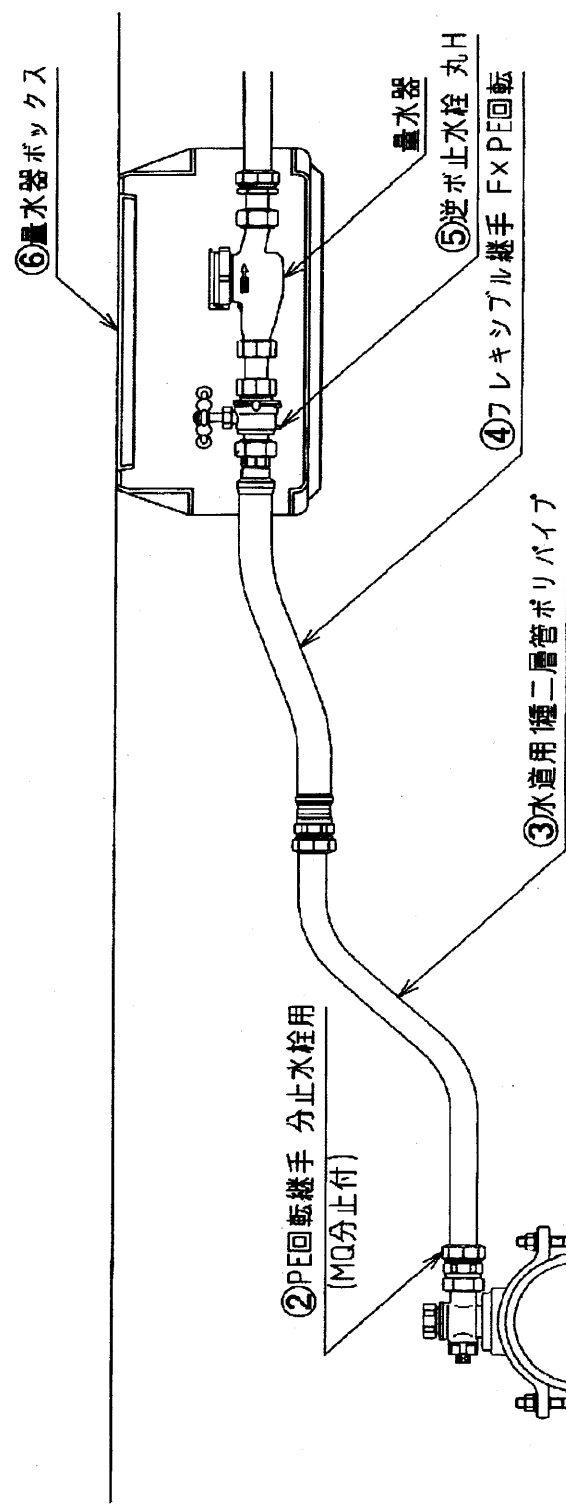 ⑥量水器ボックス
量水器
⑤逆ボ止水栓 丸H
④フレキシブル継手 F×PE回転
③水道用1種二層管ポリパイプ
②PE回転継手 分止水栓用
(MQ分止付)